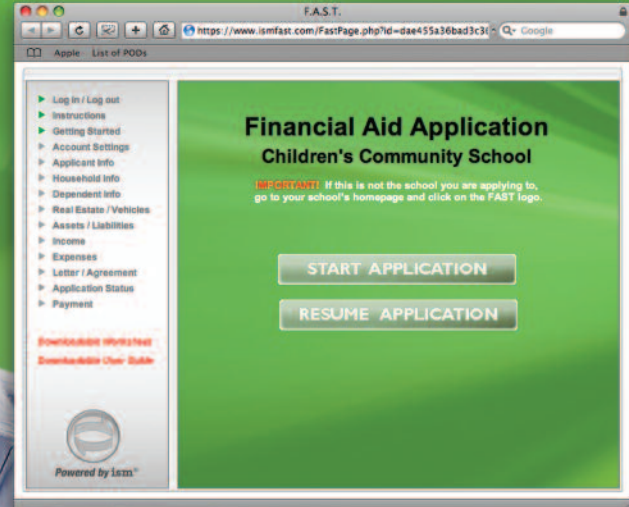 F.A.S.T.
https://www.ismfast.com/FastPage.php?id=dae455a36bad3c3
Google
Apple List of PODs
Log in / Log out
Instructions
Getting Started
Account Settings
Applicant Info
Household Info
Dependent Info
Real Estate / Vehicles
Assets / Liabilities
Income
Expenses
Letter / Agreement
Application Status
Payment
Downloadable Worksheet
Downloadable User Guide
Powered by ism
Financial Aid Application
Children's Community School
IMPORTANT! If this is not the school you are applying to,
go to your school's homepage and click on the FAST logo.
START APPLICATION
RESUME APPLICATION